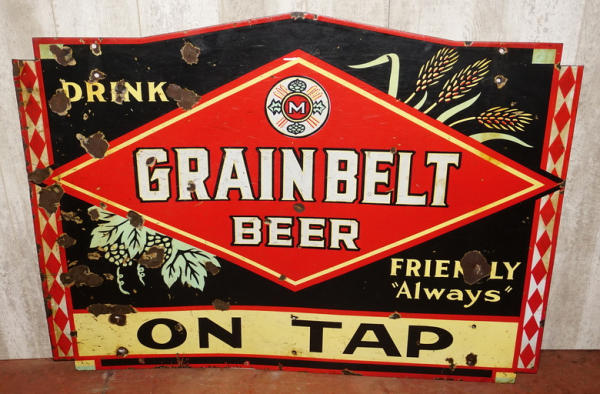 DRINK
M
GRAIN BELT
BEER
FRIENDLY
"Always"
ON TAP